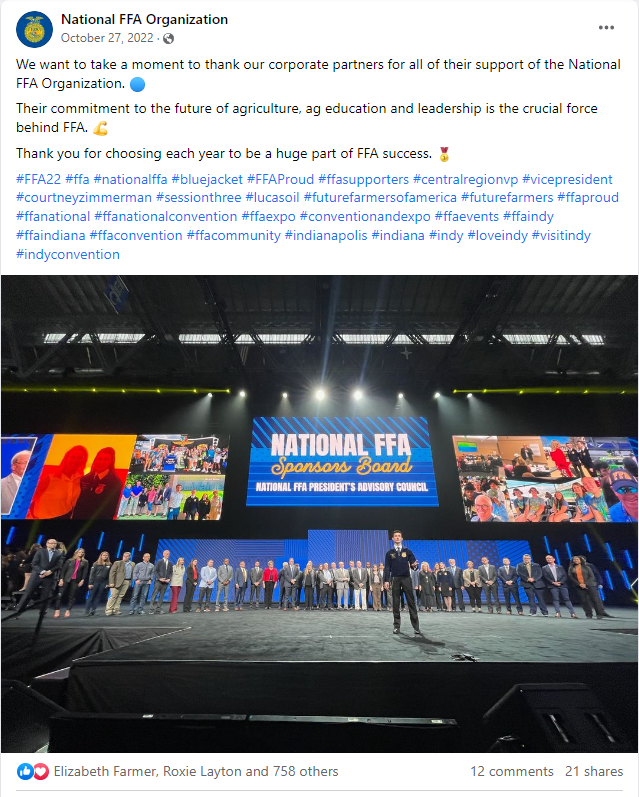 National FFA Organization
October 27, 2022 ·
We want to take a moment to thank our corporate partners for all of their support of the National
FFA Organization. 🔵
Their commitment to the future of agriculture, ag education and leadership is the crucial force
behind FFA. 💪
Thank you for choosing each year to be a huge part of FFA success. 🏅
#FFA22 #ffa #nationalffa #bluejacket #FFAProud #ffasupporters #centralregionvp #vicepresident
#courtneyzimmerman #sessionthree #lucasoil #futurefarmersofamerica #futurefarmers #ffaproud
#ffanational #ffanationalconvention #ffaexpo #conventionandexpo #ffaevents #ffaindy
#ffaindiana #ffaconvention #ffacommunity #indianapolis #indiana #indy #loveindy #visitindy
#indyconvention
NATIONAL FFA
Sponsors Board
NATIONAL FFA PRESIDENT'S ADVISORY COUNCIL
Elizabeth Farmer, Roxie Layton and 758 others
12 comments 21 shares